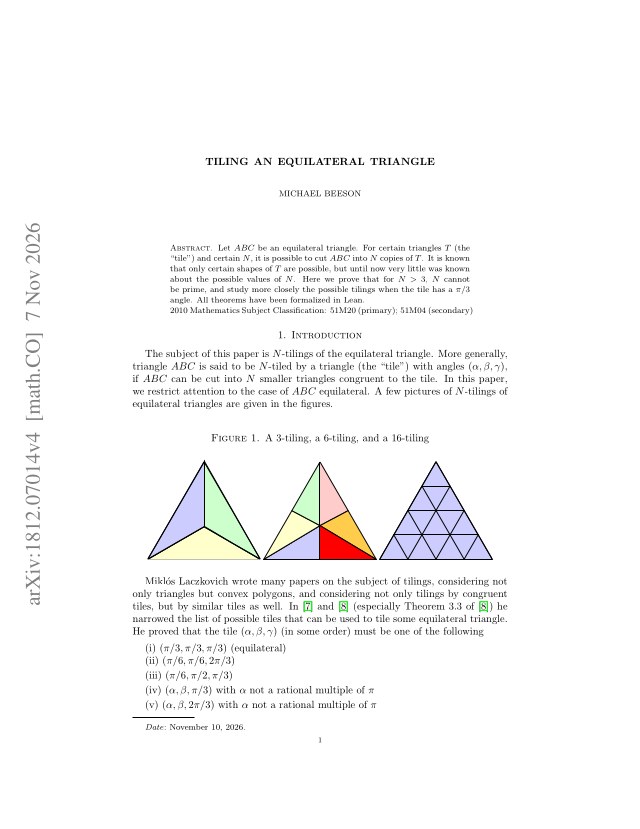 arXiv:1812.07014v4 [math.CO] 7 Nov 2026
TILING AN EQUILATERAL TRIANGLE
MICHAEL BEESON
Abstract. Let ABC be an equilateral triangle. For certain triangles T (the
"tile") and certain N, it is possible to cut ABC into N copies of T. It is known
that only certain shapes of T are possible, but until now very little was known
about the possible values of N. Here we prove that for N > 3, N cannot
be prime, and study more closely the possible tilings when the tile has a π/3
angle. All theorems have been formalized in Lean.
2010 Mathematics Subject Classification: 51M20 (primary); 51M04 (secondary)
1. Introduction
The subject of this paper is N-tilings of the equilateral triangle. More generally,
triangle ABC is said to be N-tiled by a triangle (the "tile") with angles (α, β, γ),
if ABC can be cut into N smaller triangles congruent to the tile. In this paper,
we restrict attention to the case of ABC equilateral. A few pictures of N-tilings of
equilateral triangles are given in the figures.
Figure 1. A 3-tiling, a 6-tiling, and a 16-tiling
Miklós Laczkovich wrote many papers on the subject of tilings, considering not
only triangles but convex polygons, and considering not only tilings by congruent
tiles, but by similar tiles as well. In [7] and [8] (especially Theorem 3.3 of [8]) he
narrowed the list of possible tiles that can be used to tile some equilateral triangle.
He proved that the tile (α, β, γ) (in some order) must be one of the following
(i) (π/3, π/3, π/3) (equilateral)
(ii) (π/6, π/6, 2π/3)
(iii) (π/6, π/2, π/3)
(iv) (α, β, π/3) with α not a rational multiple of π
(v) (α, β, 2π/3) with α not a rational multiple of π
Date: November 10, 2026.
1